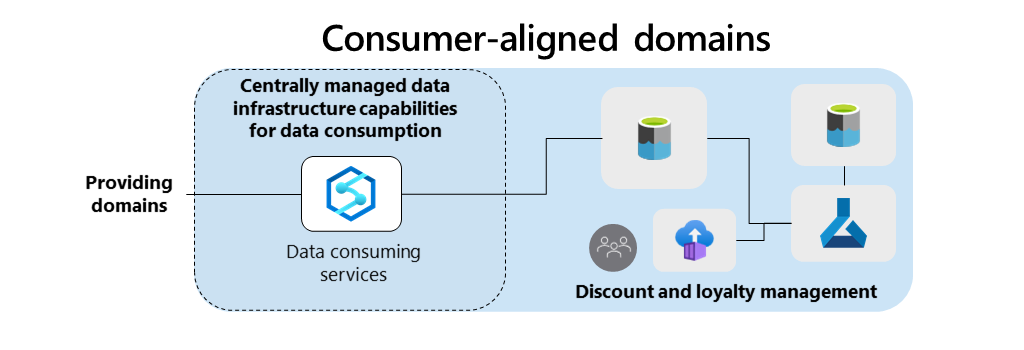 Consumer-aligned domains
Centrally managed data
infrastructure capabilities
for data consumption
Providing
domains
Data consuming
services
Discount and loyalty management